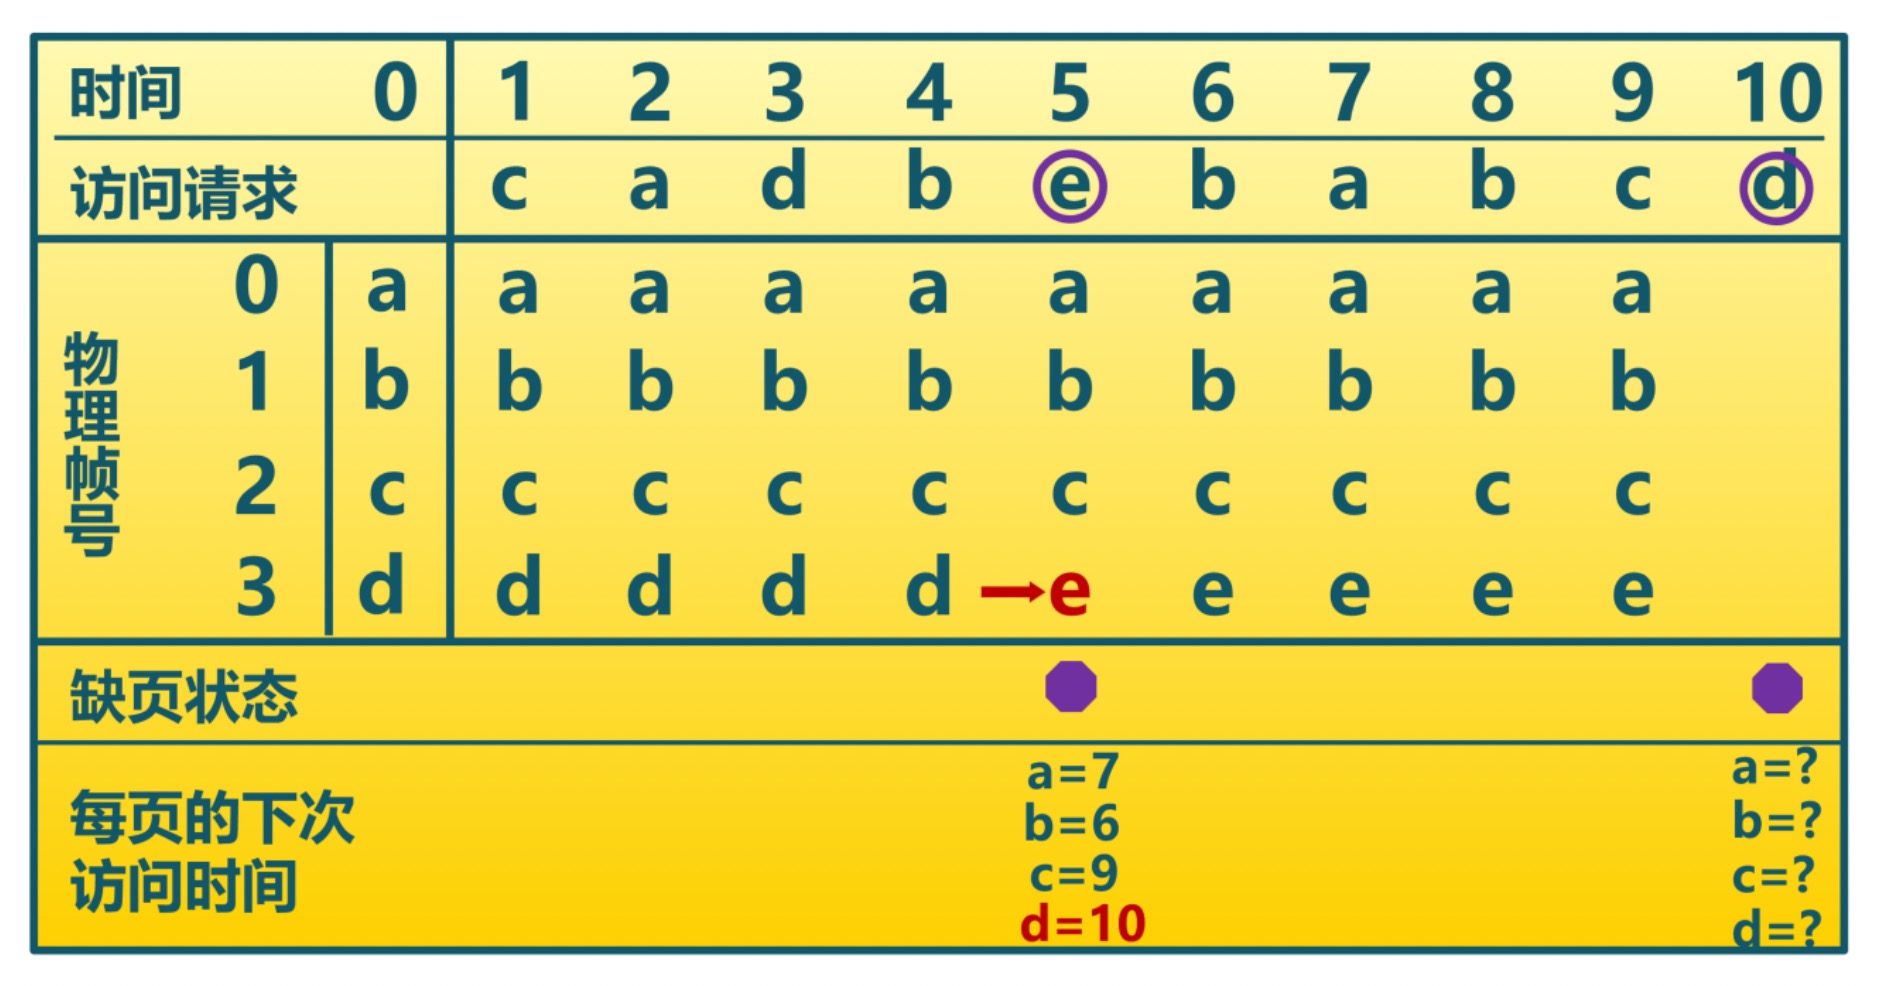 时间 0 1 2 3 4 5 6 7 8 9 10
访问请求 c a d b e b a b c d
物理帧号
0 a a a a a a a a a a
1 b b b b b b b b b b
2 c c c c c c c c c c
3 d d d d d e e e e e
缺页状态
每页的下次
访问时间
a=7
b=6
c=9
d=10
a=?
b=?
c=?
d=?